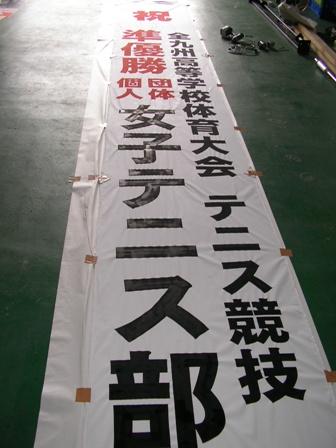 祝
全九州高等学校体育大会 テニス競技
準優勝
団体
個人
女子テニス部